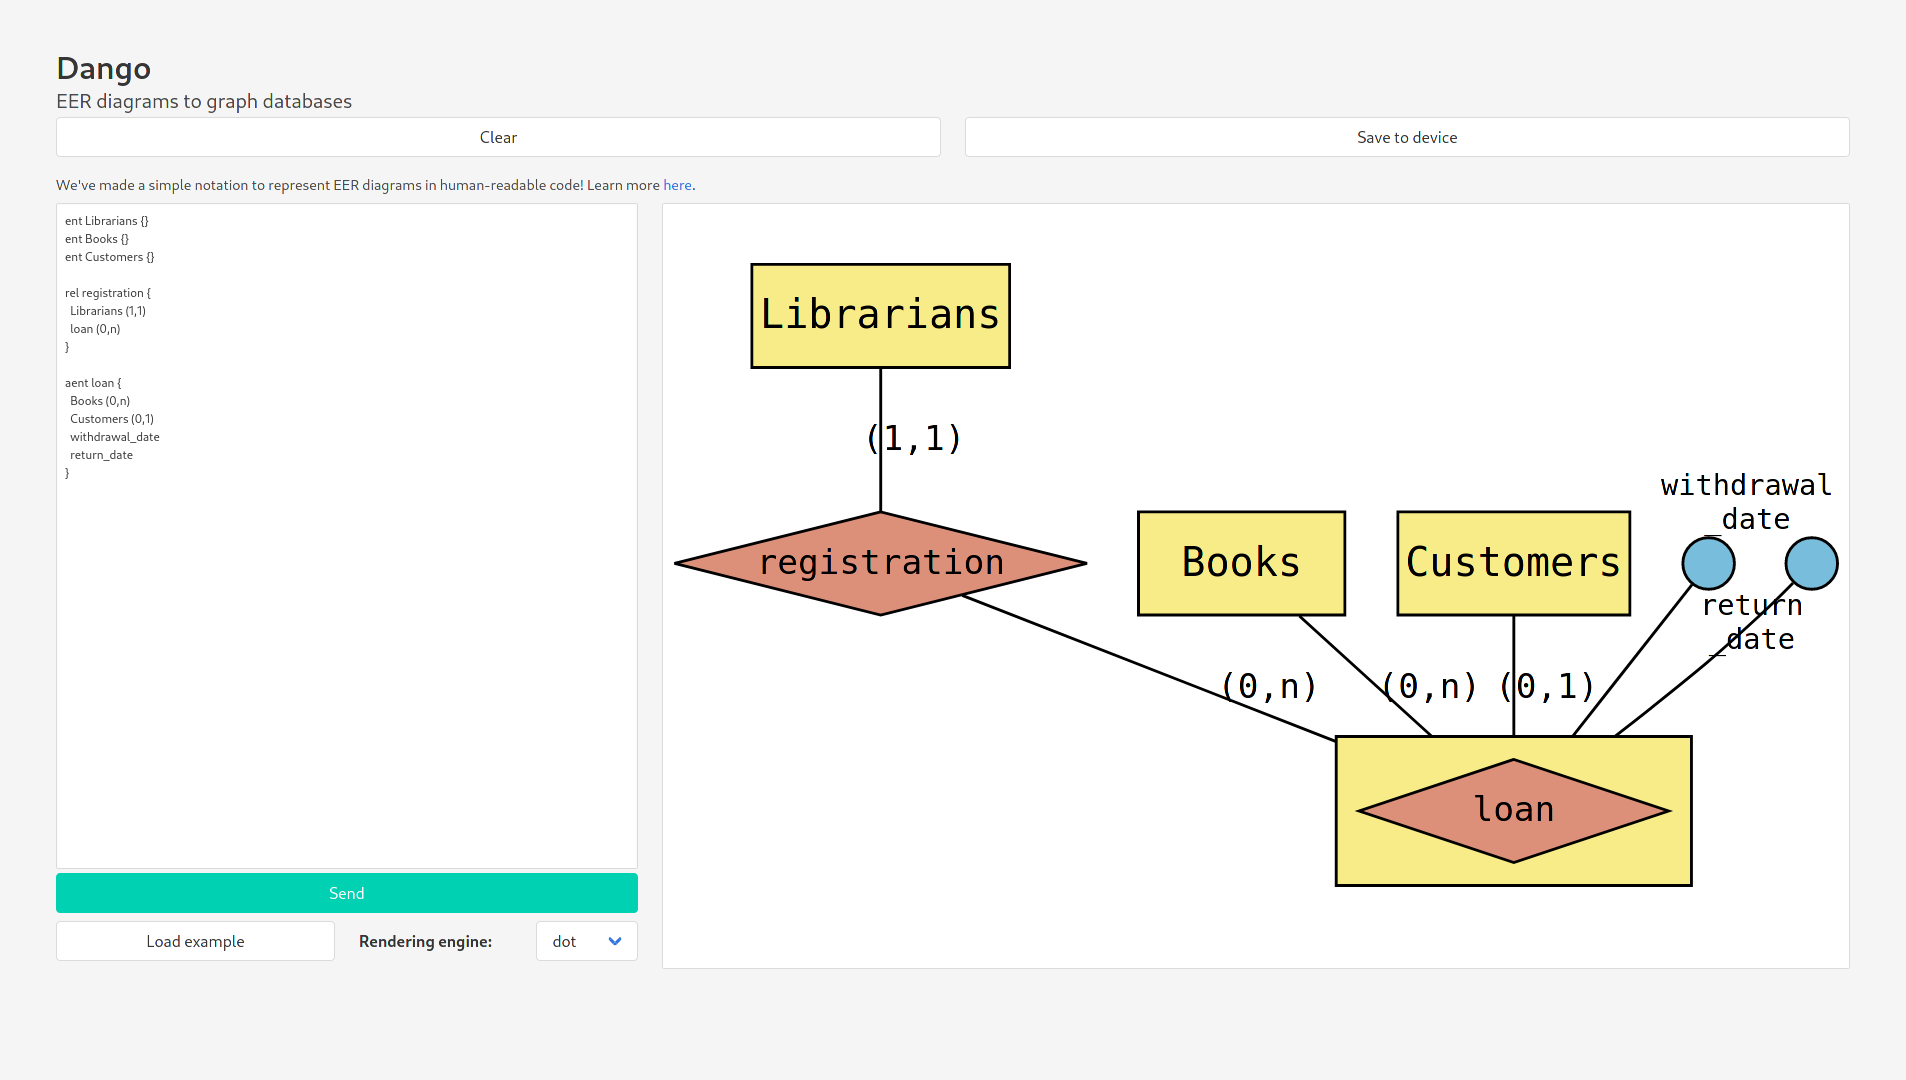 Dango
EER diagrams to graph databases
Clear
Save to device
We've made a simple notation to represent EER diagrams in human-readable code! Learn more here.
ent Librarians {}
ent Books {}
ent Customers {}
rel registration {
Librarians (1,1)
loan (0,n)
}
aent loan {
Books (0,n)
Customers (0,1)
withdrawal_date
return_date
}
Send
Load example
Rendering engine:
dot
Librarians
(1,1)
registration
Books
Customers
withdrawal
_date
return
_date
(0,n)
(0,n)
(0,1)
loan